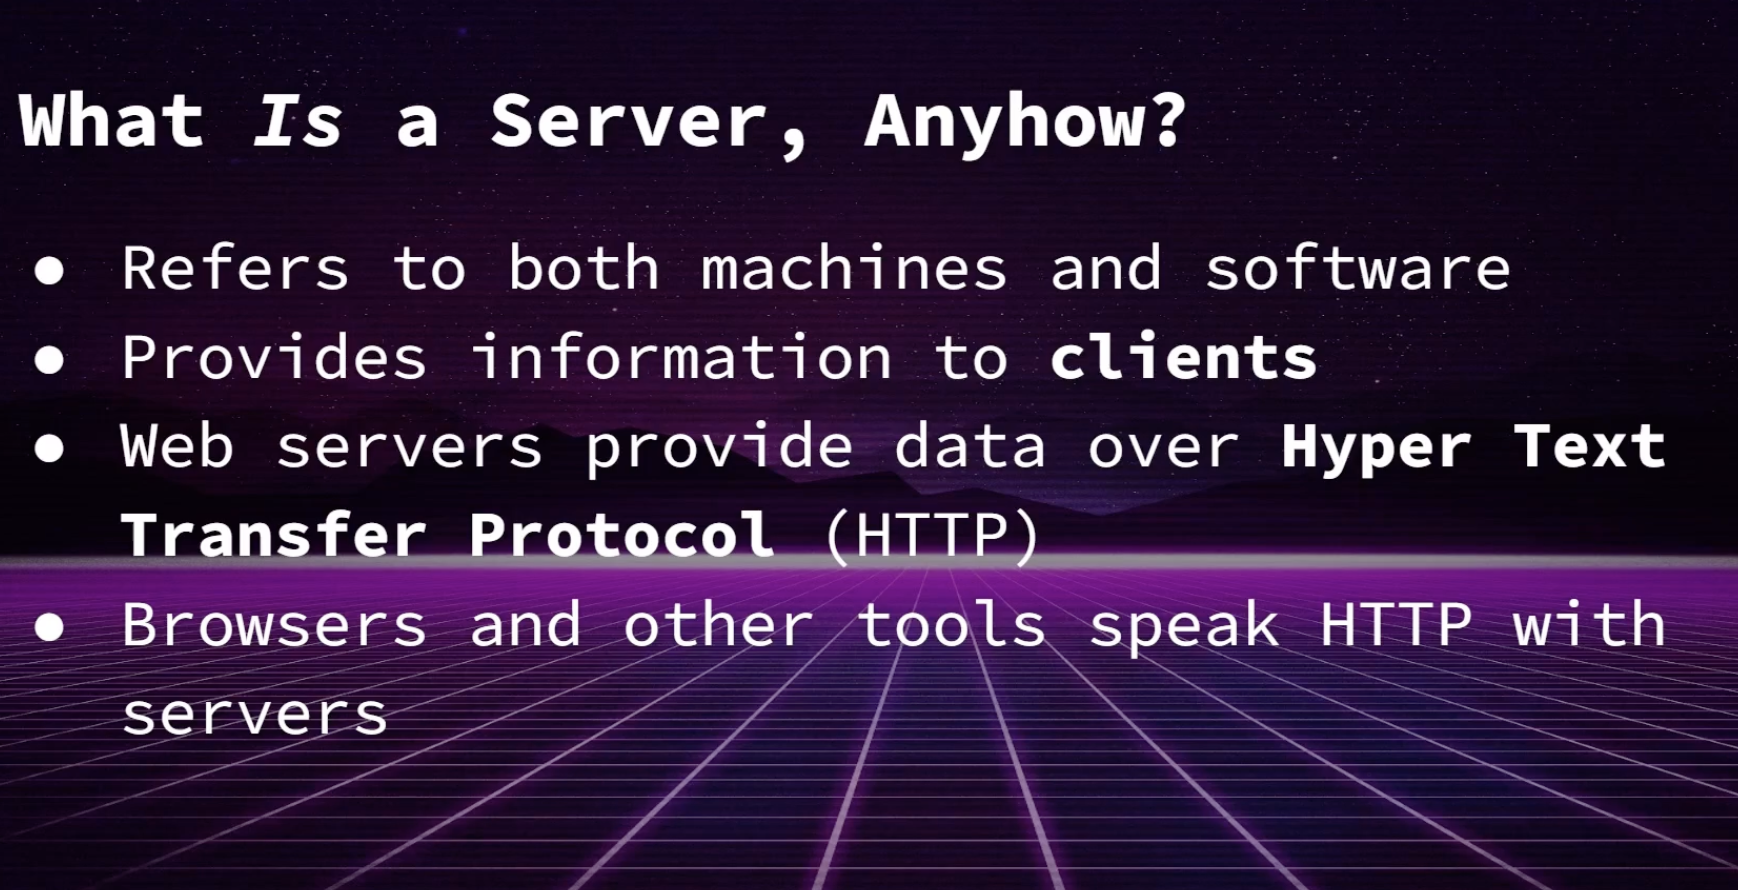 What Is a Server, Anyhow?
● Refers to both machines and software
● Provides information to clients
● Web servers provide data over Hyper Text
Transfer Protocol (HTTP)
● Browsers and other tools speak HTTP with
servers